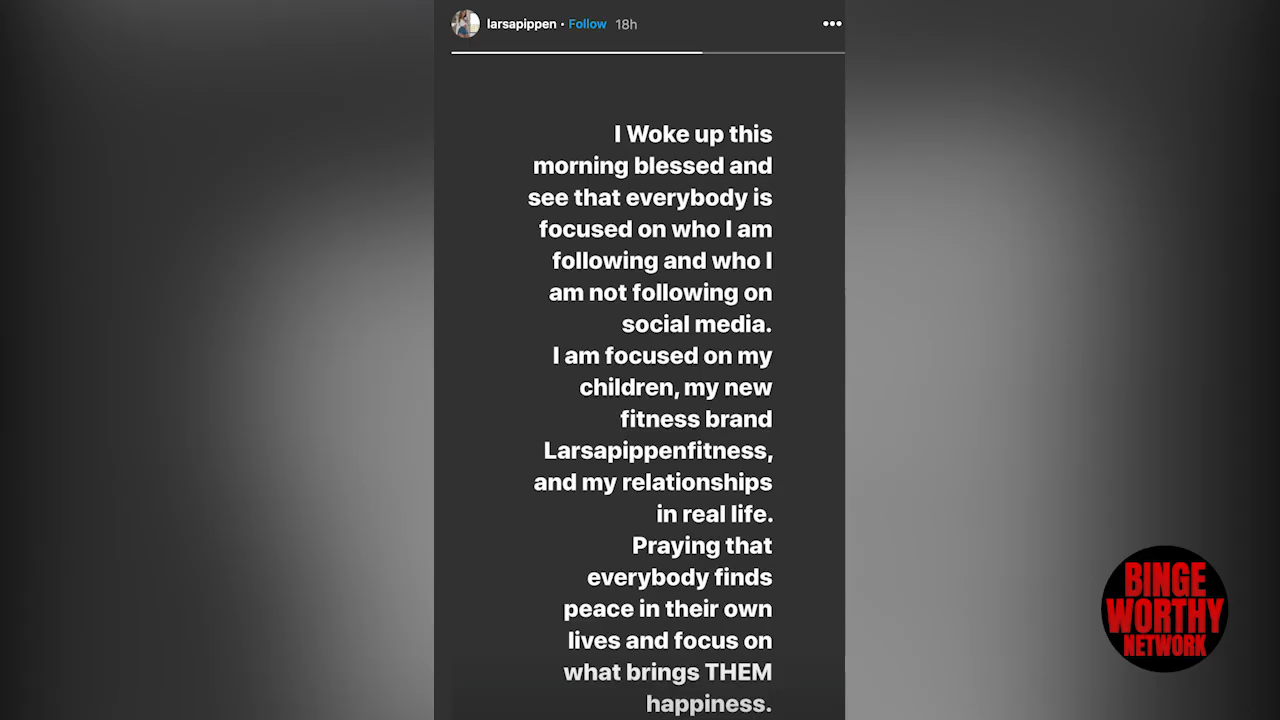 larsapippen • Follow 18h
I Woke up this
morning blessed and
see that everybody is
focused on who I am
following and who I
am not following on
social media.
I am focused on my
children, my new
fitness brand
Larsapippenfitness,
and my relationships
in real life.
Praying that
everybody finds
peace in their own
lives and focus on
what brings THEM
happiness.
BINGE
WORTHY
NETWORK